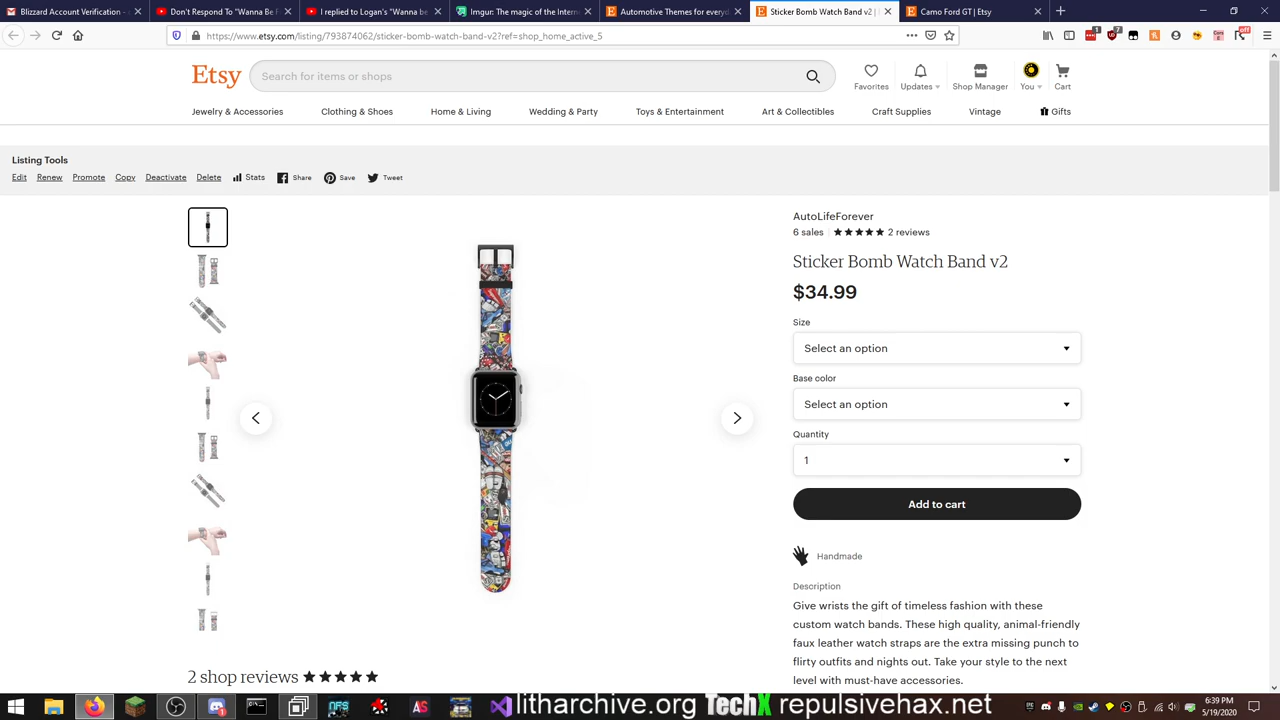 Blizzard Account Verification -
Don't Respond To "Wanna Be
I replied to Logan's "Wanna be
Imgur: The magic of the Intern
Automotive Themes for everyd
Sticker Bomb Watch Band v2 |
Camo Ford GT | Etsy
https://www.etsy.com/listing/793874062/sticker-bomb-watch-band-v2?ref=shop_home_active_5
Etsy
Search for items or shops
Favorites
Updates
Shop Manager
You
Cart
Jewelry & Accessories
Clothing & Shoes
Home & Living
Wedding & Party
Toys & Entertainment
Art & Collectibles
Craft Supplies
Vintage
Gifts
Listing Tools
Edit Renew Promote Copy Deactivate Delete Stats Share Save Tweet
AutoLifeForever
6 sales | ★★★★★ 2 reviews
Sticker Bomb Watch Band v2
$34.99
Size
Select an option
Base color
Select an option
Quantity
1
Add to cart
Handmade
Description
Give wrists the gift of timeless fashion with these
custom watch bands. These high quality, animal-friendly
faux leather watch straps are the extra missing punch to
flirty outfits and nights out. Take your style to the next
level with must-have accessories.
2 shop reviews ★★★★★
litharchive.org TechX repulsivehax.net
6:39 PM
5/19/2020